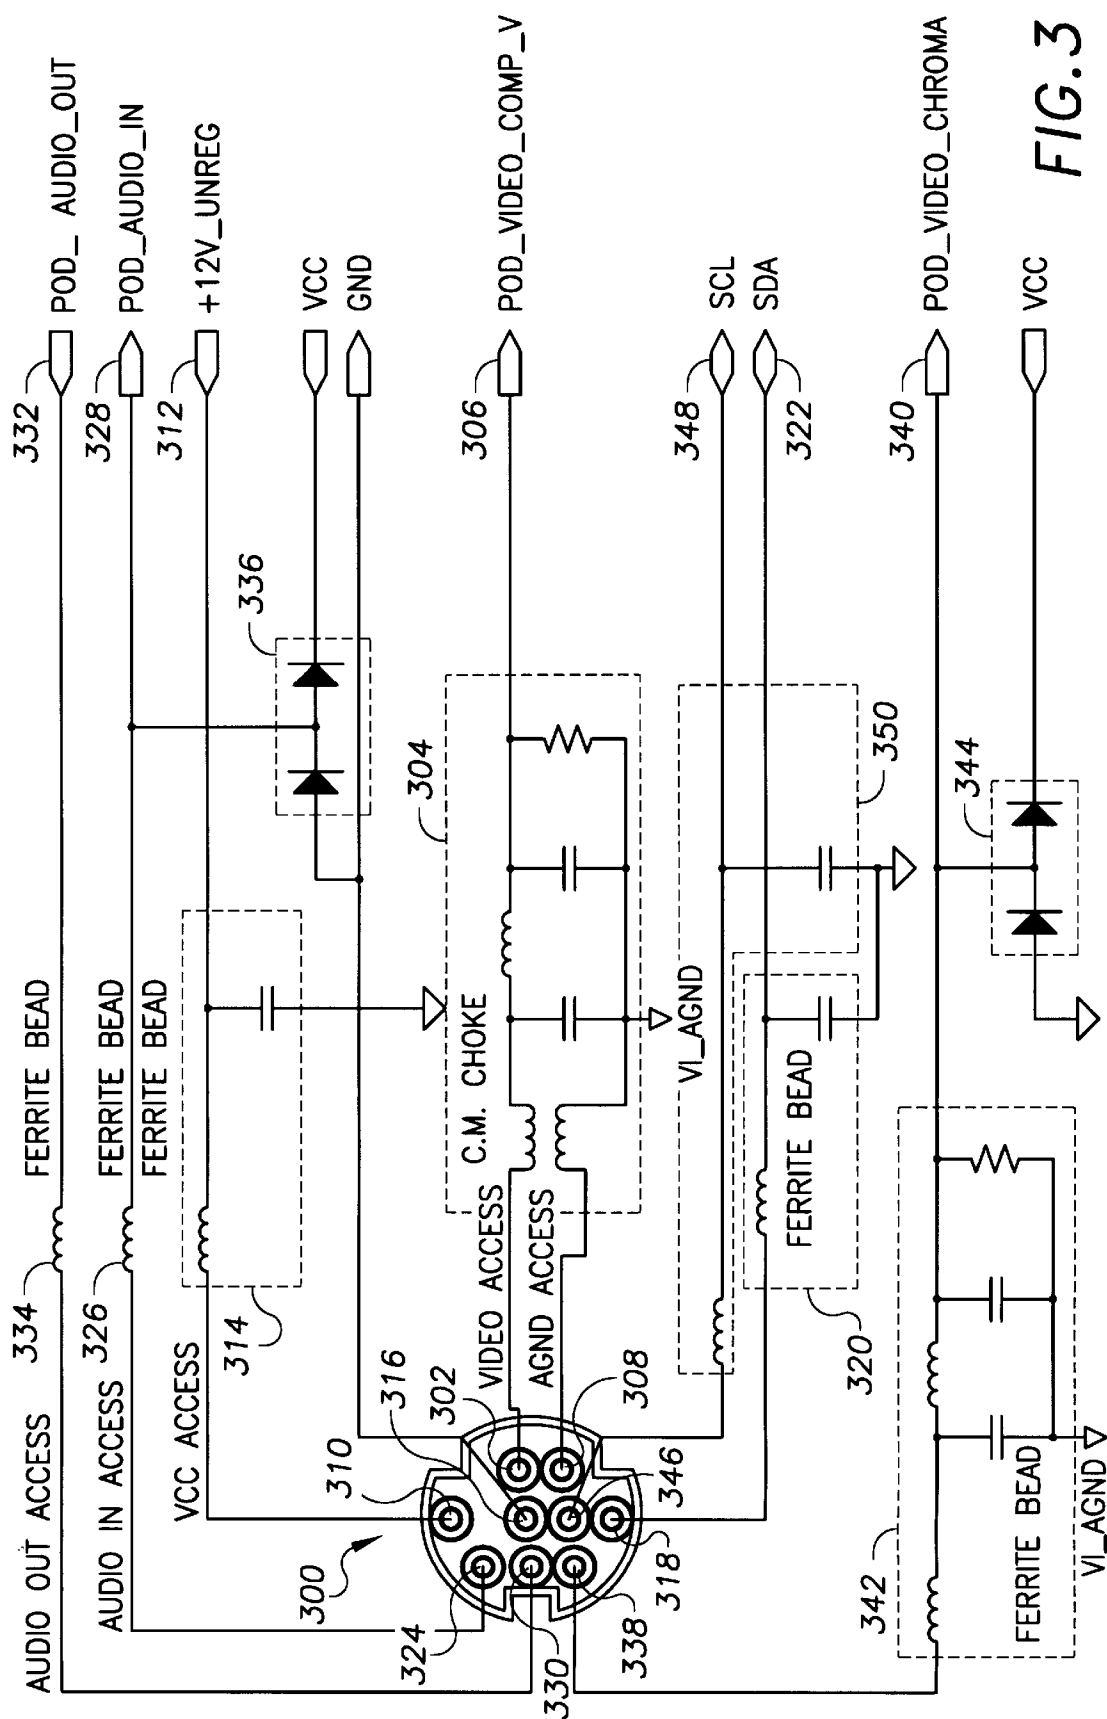 AUDIO OUT ACCESS
334
FERRITE BEAD
332
POD_ AUDIO_OUT
AUDIO IN ACCESS
326
FERRITE BEAD
328
POD_AUDIO_IN
VCC ACCESS
314
FERRITE BEAD
312
+12V_UNREG
336
VCC
GND
300
310
316
302
324
330
338
318
346
308
VIDEO ACCESS
AGND ACCESS
C.M. CHOKE
304
306
POD_VIDEO_COMP_V
VI_AGND
348
SCL
322
SDA
350
320
FERRITE BEAD
342
FERRITE BEAD
VI_AGND
340
POD_VIDEO_CHROMA
344
VCC
FIG.3